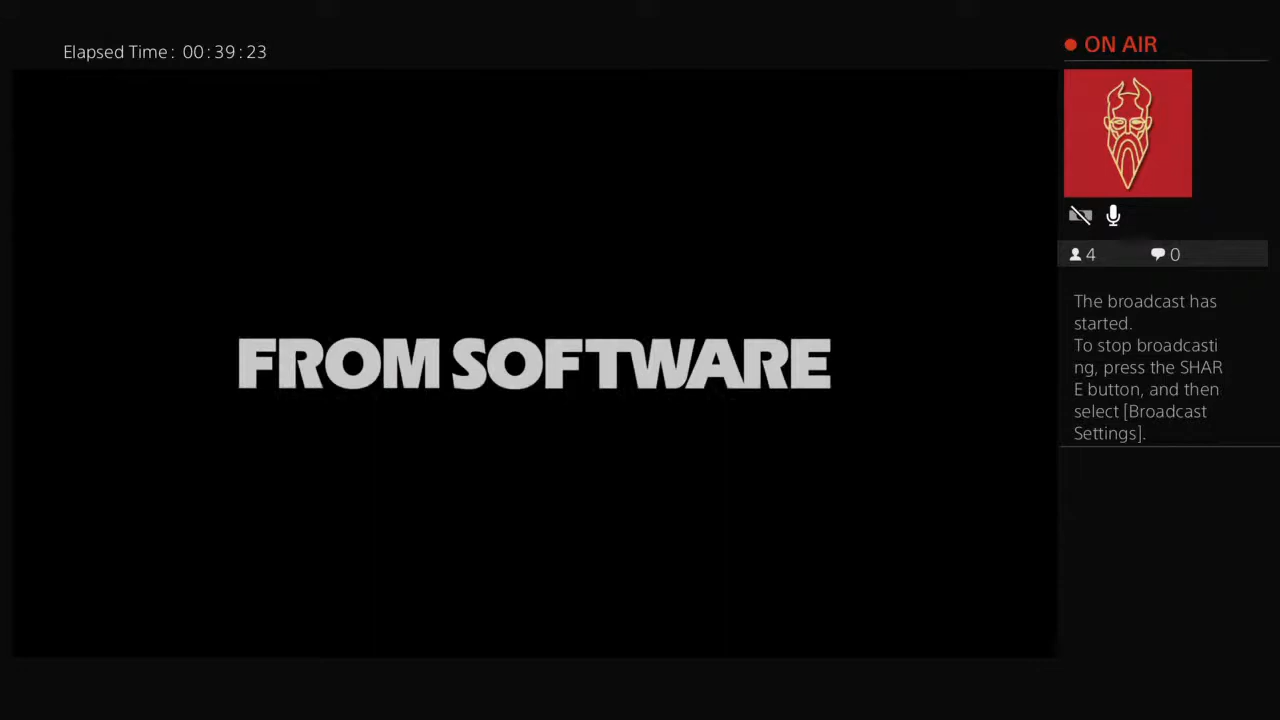 Elapsed Time: 00:39:23
ON AIR
4 0
FROM SOFTWARE
The broadcast has
started.
To stop broadcasti
ng, press the SHAR
E button, and then
select [Broadcast
Settings].